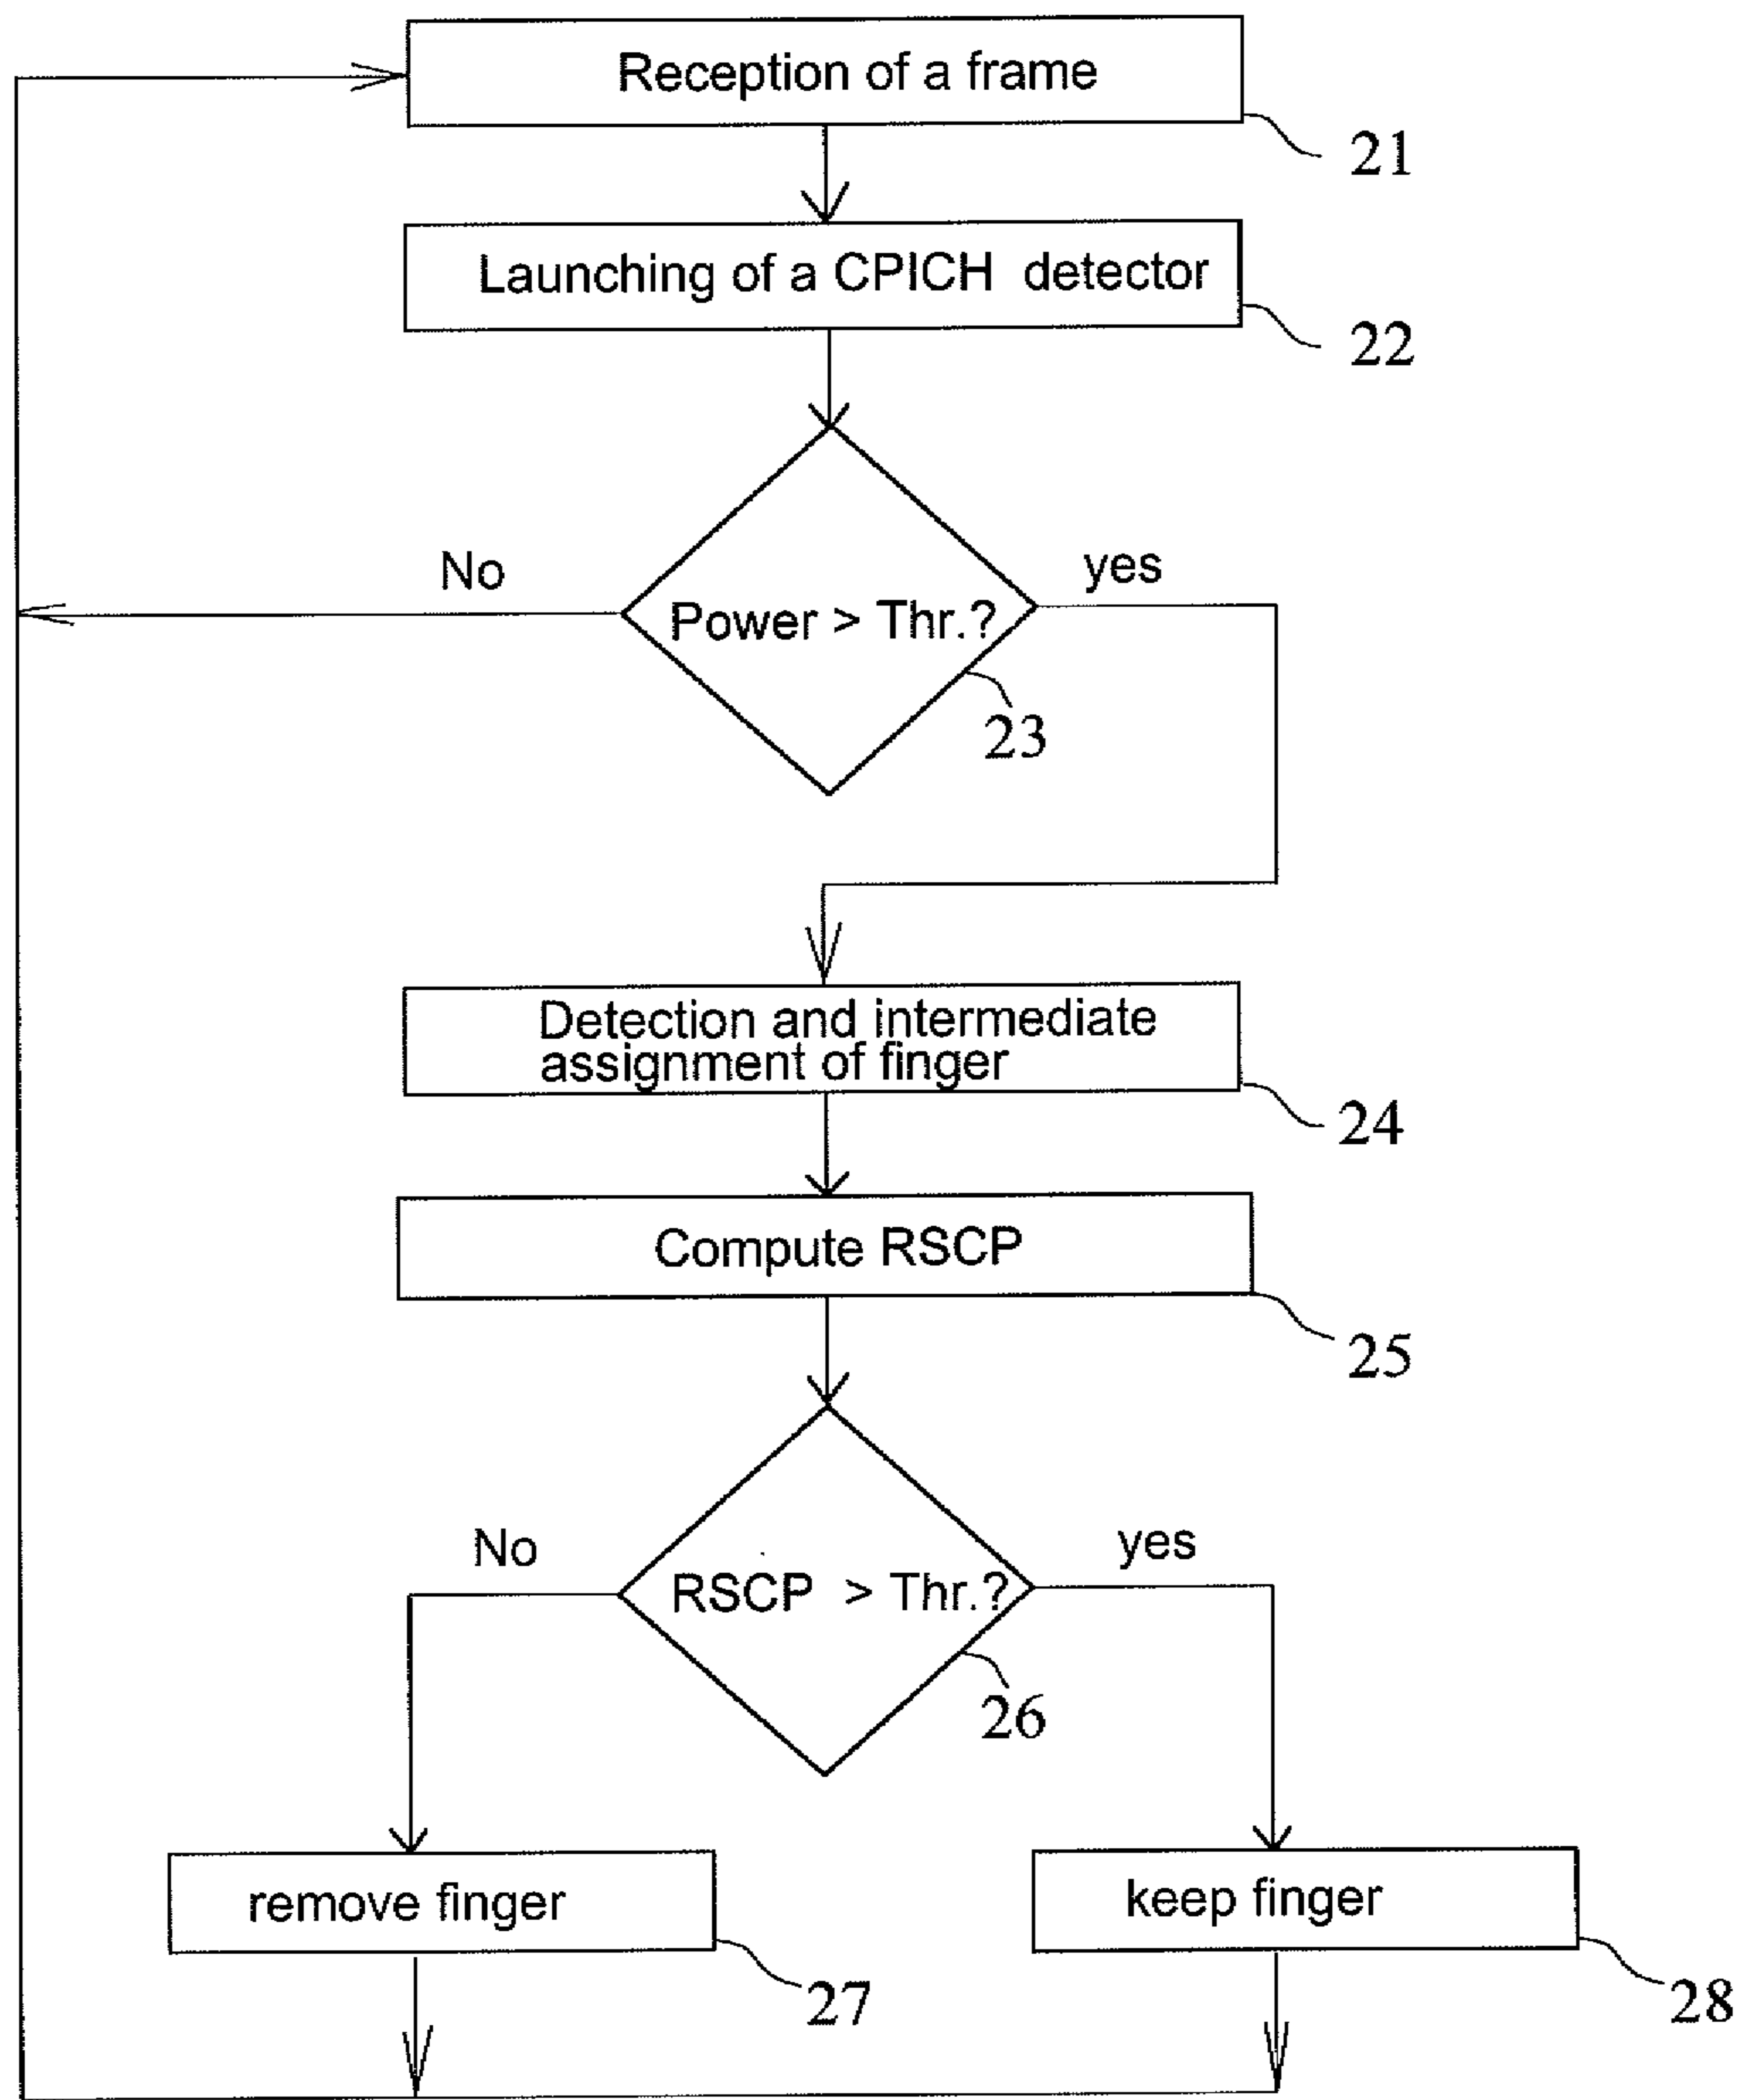 Reception of a frame
21
Launching of a CPICH detector
22
No
yes
Power > Thr.?
23
Detection and intermediate
assignment of finger
24
Compute RSCP
25
No
yes
RSCP > Thr.?
26
remove finger
27
keep finger
28